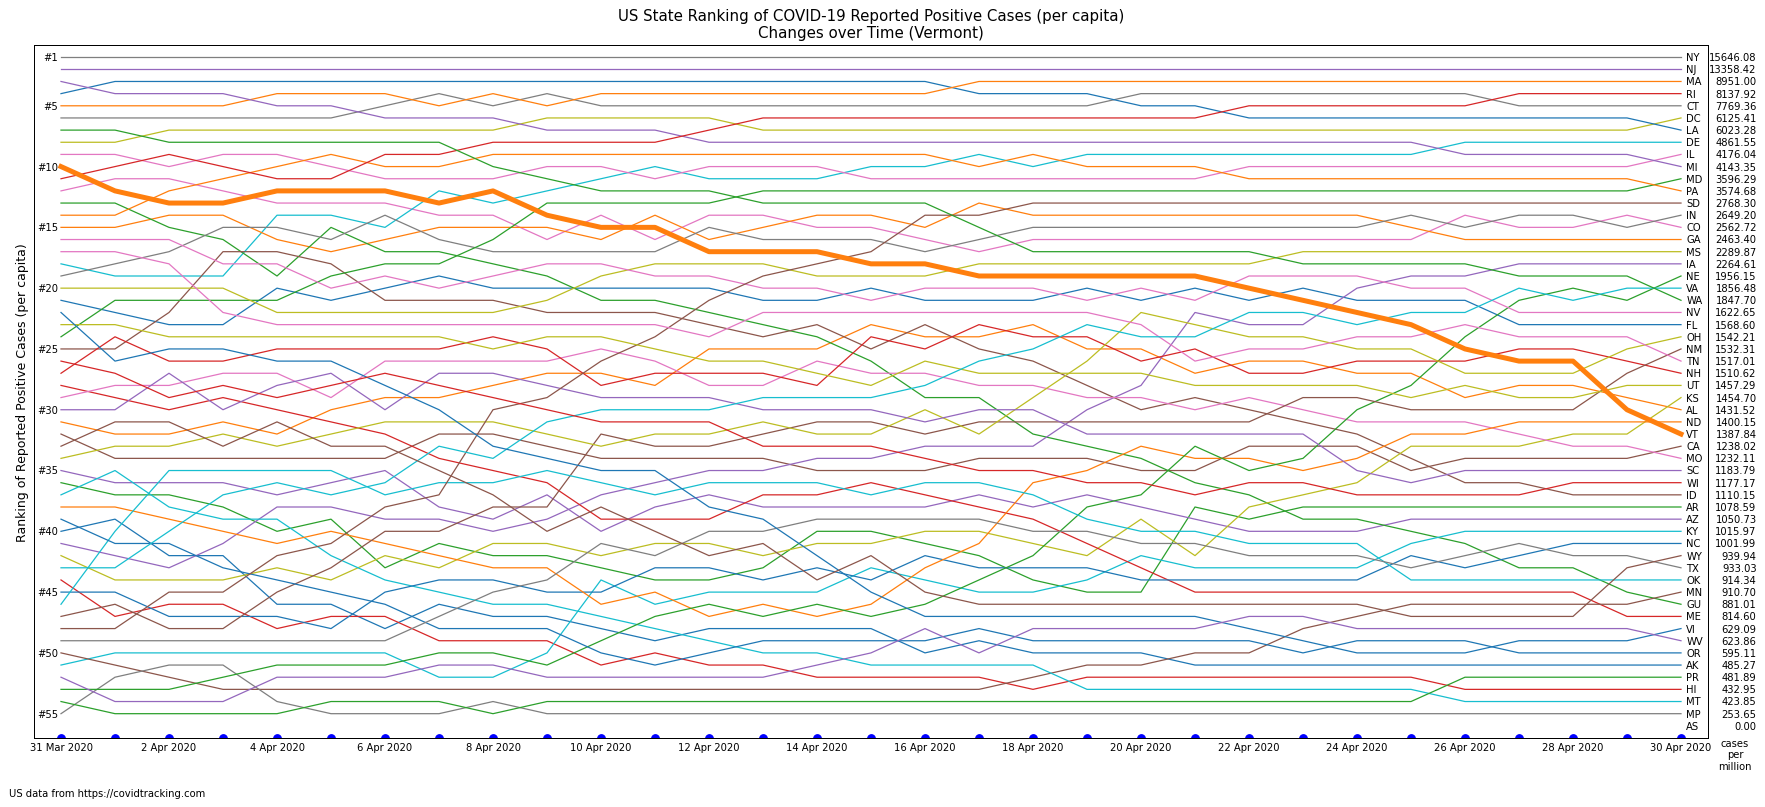 US State Ranking of COVID-19 Reported Positive Cases (per capita)
Changes over Time (Vermont)
Ranking of Reported Positive Cases (per capita)
#1
#5
#10
#15
#20
#25
#30
#35
#40
#45
#50
#55
NY 15646.08
NJ 13358.42
MA 8951.00
RI 8137.92
CT 7769.36
DC 6125.41
LA 6023.28
DE 4861.55
IL 4176.04
MI 4143.35
MD 3596.29
PA 3574.68
SD 2768.30
IN 2649.20
CO 2562.72
GA 2463.40
MS 2289.87
IA 2264.61
NE 1956.15
VA 1856.48
WA 1847.70
NV 1622.65
FL 1568.60
OH 1542.21
NM 1532.31
TN 1517.01
NH 1510.62
UT 1457.29
KS 1454.70
AL 1431.52
ND 1400.15
VT 1387.84
CA 1238.02
MO 1232.11
SC 1183.79
WI 1177.17
ID 1110.15
AR 1078.59
AZ 1050.73
KY 1015.97
NC 1001.99
WY 939.94
TX 933.03
OK 914.34
MN 910.70
GU 881.01
ME 814.60
VI 629.09
WV 623.86
OR 595.11
AK 485.27
PR 481.89
HI 432.95
MT 423.85
MP 253.65
AS 0.00
31 Mar 2020 2 Apr 2020 4 Apr 2020 6 Apr 2020 8 Apr 2020 10 Apr 2020 12 Apr 2020 14 Apr 2020 16 Apr 2020 18 Apr 2020 20 Apr 2020 22 Apr 2020 24 Apr 2020 26 Apr 2020 28 Apr 2020 30 Apr 2020
cases
per
million
US data from https://covidtracking.com